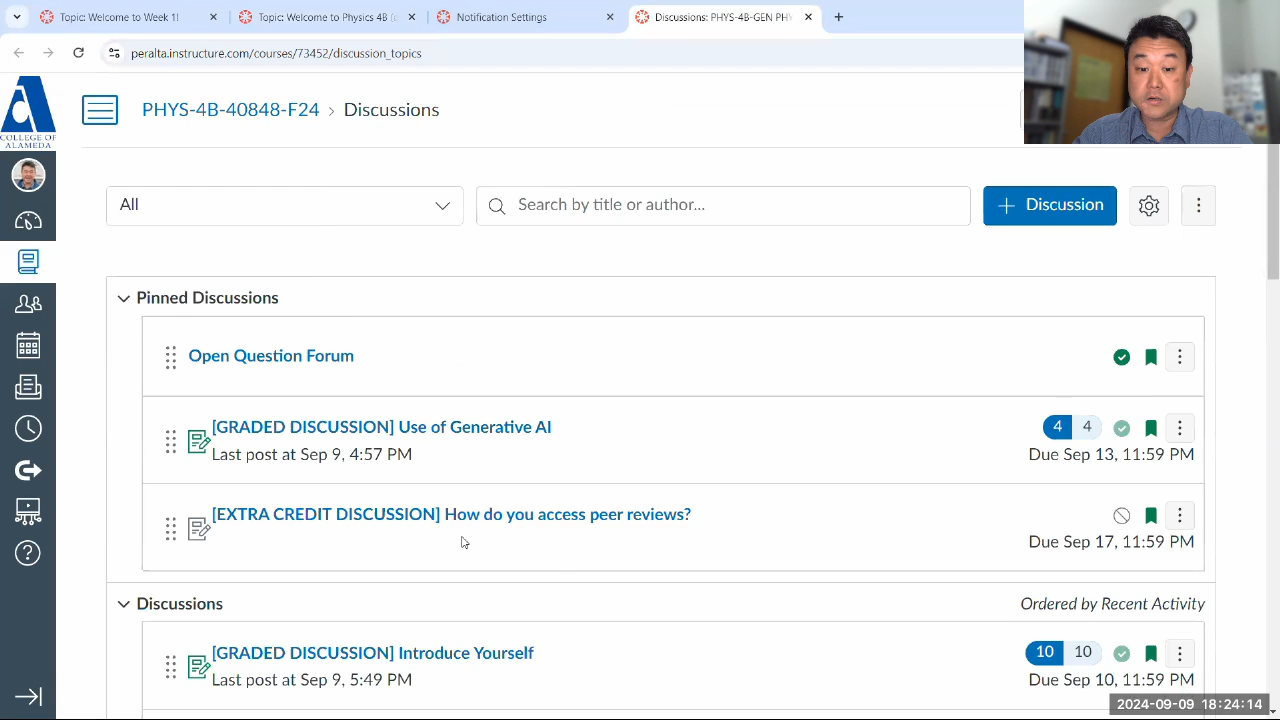 Topic: Welcome to Week 1!
Topic: Welcome to Physics 4B
Notification Settings
Discussions: PHYS-4B-GEN PHY
peralta.instructure.com/courses/73452/discussion_topics
COLLEGE OF
ALAMEDA
PHYS-4B-40848-F24 › Discussions
All
Search by title or author...
+ Discussion
Pinned Discussions
Open Question Forum
[GRADED DISCUSSION] Use of Generative AI
4 4
Last post at Sep 9, 4:57 PM
Due Sep 13, 11:59 PM
[EXTRA CREDIT DISCUSSION] How do you access peer reviews?
Due Sep 17, 11:59 PM
Discussions
Ordered by Recent Activity
[GRADED DISCUSSION] Introduce Yourself
10 10
Last post at Sep 9, 5:49 PM
Due Sep 10, 11:59 PM
2024-09-09 18:24:14